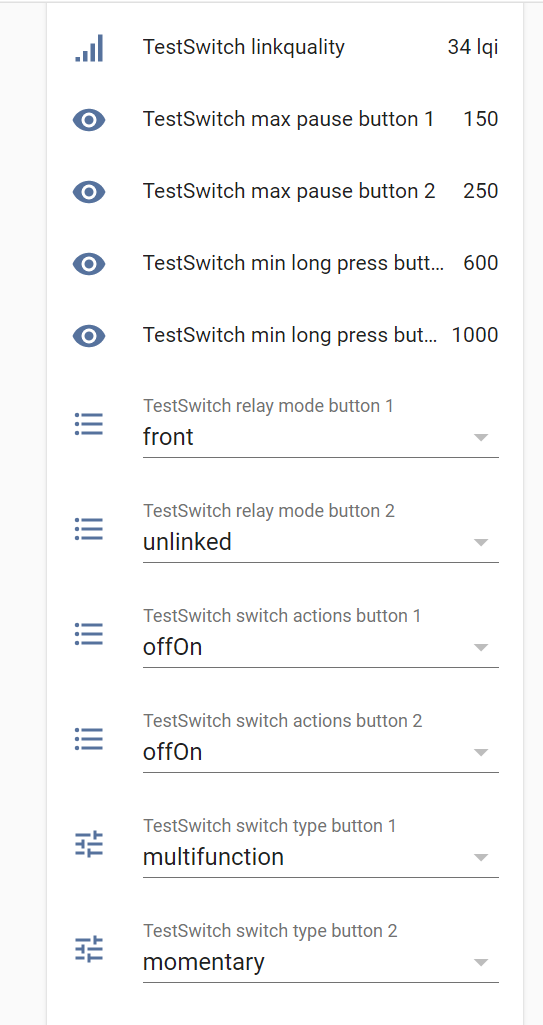 TestSwitch linkquality 34 lqi
TestSwitch max pause button 1 150
TestSwitch max pause button 2 250
TestSwitch min long press butt… 600
TestSwitch min long press but… 1000
TestSwitch relay mode button 1
front
TestSwitch relay mode button 2
unlinked
TestSwitch switch actions button 1
offOn
TestSwitch switch actions button 2
offOn
TestSwitch switch type button 1
multifunction
TestSwitch switch type button 2
momentary